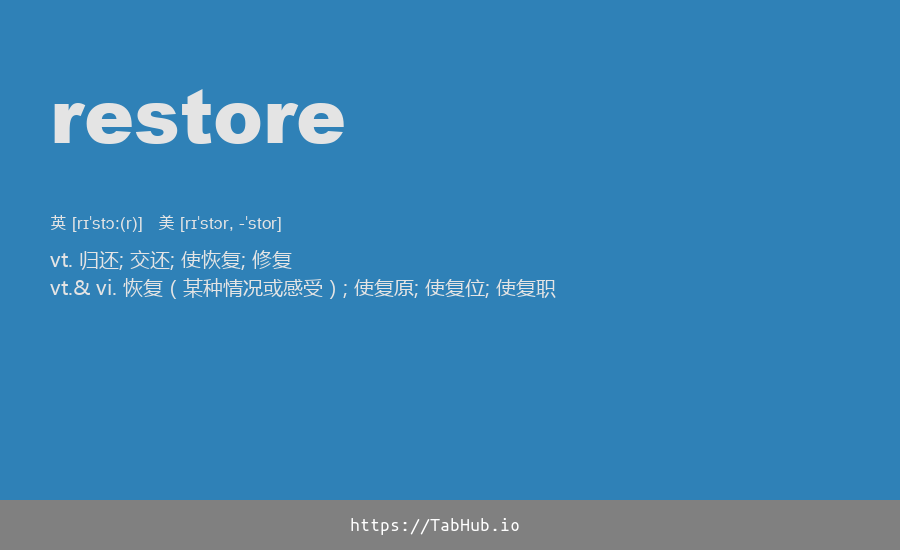 restore
英 [rɪˈstɔ:(r)] 美 [rɪˈstɔr, -ˈstor]
vt. 归还; 交还; 使恢复; 修复
vt.& vi. 恢复 ( 某种情况或感受 ) ; 使复原; 使复位; 使复职
https://TabHub.io